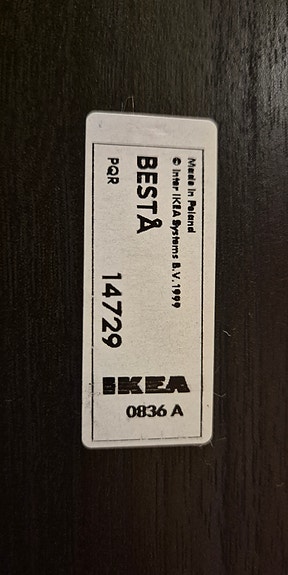 Made in Poland
© Inter IKEA Systems B.V. 1999
BESTÅ
PQR
14729
IKEA
0836 A